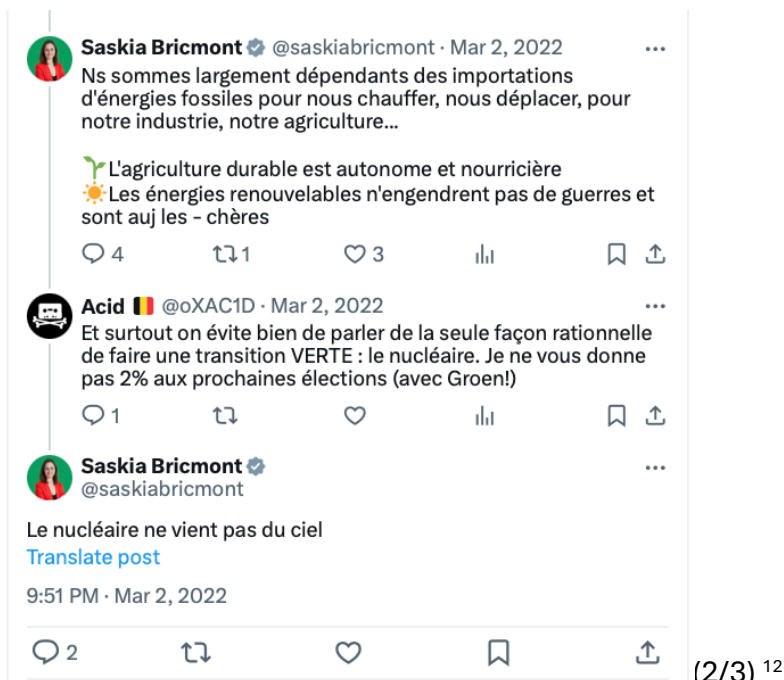 Saskia Bricmont @saskiabricmont · Mar 2, 2022
Ns sommes largement dépendants des importations
d'énergies fossiles pour nous chauffer, nous déplacer, pour
notre industrie, notre agriculture...
🌱L'agriculture durable est autonome et nourricière
☀️Les énergies renouvelables n'engendrent pas de guerres et
sont auj les - chères
4 1 3
Acid 🇧🇪 @oXAC1D · Mar 2, 2022
Et surtout on évite bien de parler de la seule façon rationnelle
de faire une transition VERTE : le nucléaire. Je ne vous donne
pas 2% aux prochaines élections (avec Groen!)
1
Saskia Bricmont
@saskiabricmont
Le nucléaire ne vient pas du ciel
Translate post
9:51 PM · Mar 2, 2022
2
(2/3) 12